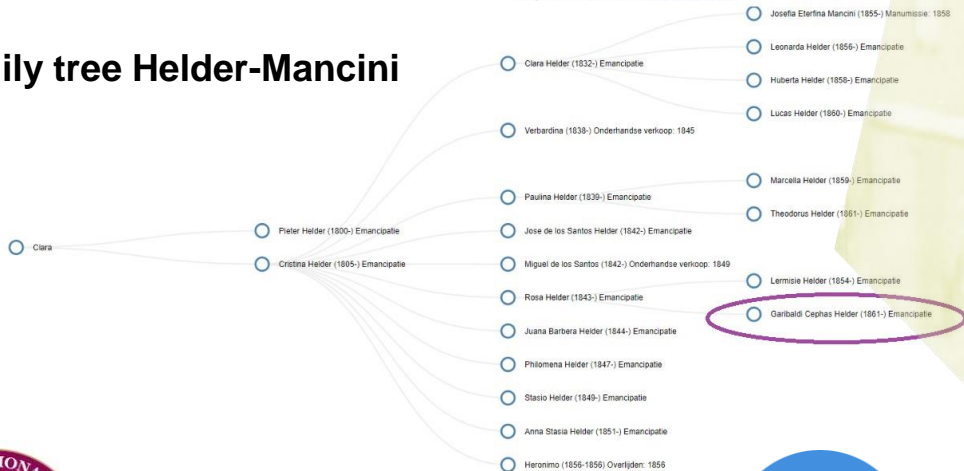 Josefia Eterfina Mancini (1855-) Manumissie: 1858
Leonarda Helder (1856-) Emancipatie
ily tree Helder-Mancini
Clara Helder (1832-) Emancipatie
Huberta Helder (1858-) Emancipatie
Lucas Helder (1860-) Emancipatie
Verbardina (1838-) Onderhandse verkoop: 1845
Marcella Helder (1859-) Emancipatie
Paulina Helder (1839-) Emancipatie
Theodorus Helder (1861-) Emancipatie
Pieter Helder (1800-) Emancipatie
Jose de los Santos Helder (1842-) Emancipatie
Clara
Cristina Helder (1805-) Emancipatie
Miguel de los Santos (1842-) Onderhandse verkoop: 1849
Lermisie Helder (1854-) Emancipatie
Rosa Helder (1843-) Emancipatie
Garibaldi Cephas Helder (1861-) Emancipatie
Juana Barbera Helder (1844-) Emancipatie
Philomena Helder (1847-) Emancipatie
Stasio Helder (1849-) Emancipatie
Anna Stasia Helder (1851-) Emancipatie
Heronimo (1856-1856) Overlijden: 1856
ION